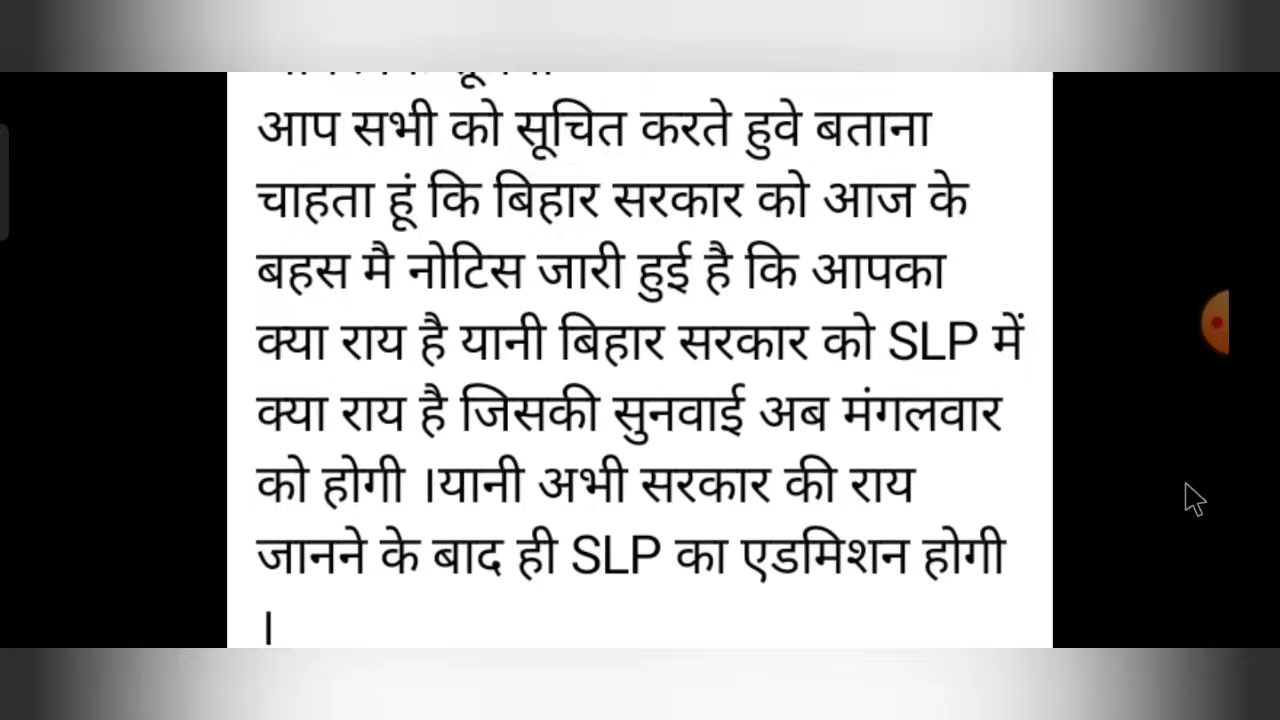 आप सभी को सूचित करते हुवे बताना
चाहता हूं कि बिहार सरकार को आज के
बहस मै नोटिस जारी हुई है कि आपका
क्या राय है यानी बिहार सरकार को SLP में
क्या राय है जिसकी सुनवाई अब मंगलवार
को होगी ।यानी अभी सरकार की राय
जानने के बाद ही SLP का एडमिशन होगी
।